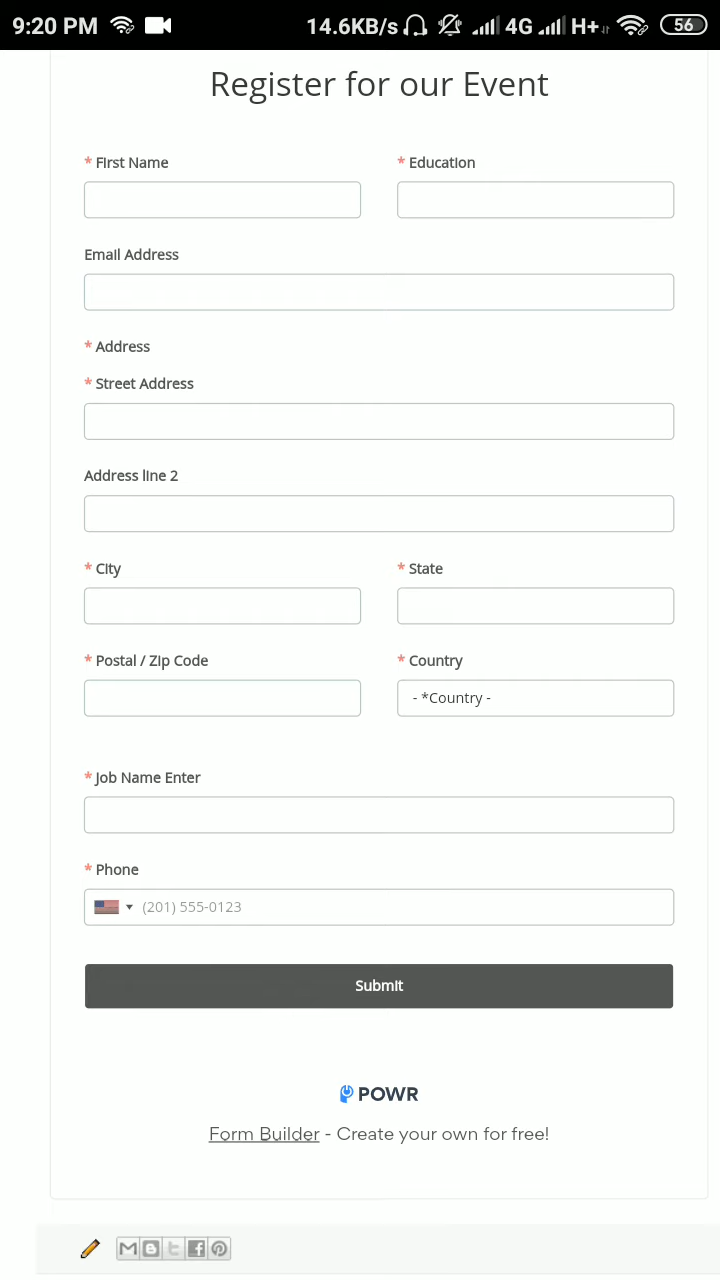 9:20 PM 14.6KB/s 4G H+ 56
Register for our Event
* First Name * Education
Email Address
* Address
* Street Address
Address line 2
* City * State
* Postal / Zip Code * Country
- *Country -
* Job Name Enter
* Phone
(201) 555-0123
Submit
POWR
Form Builder - Create your own for free!